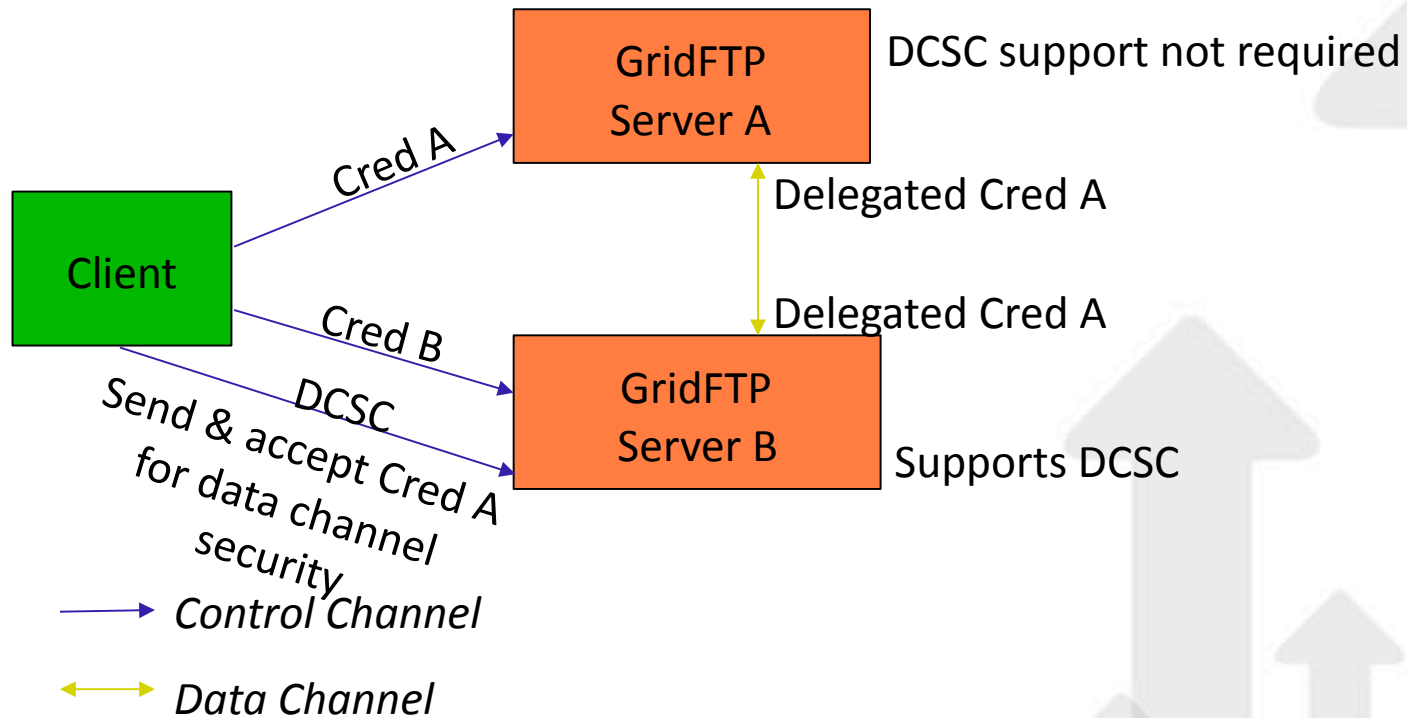 GridFTP
Server A
DCSC support not required
Cred A
Delegated Cred A
Client
Delegated Cred A
Cred B
GridFTP
Server B
DCSC
Supports DCSC
Send & accept Cred A
for data channel
security
Control Channel
Data Channel